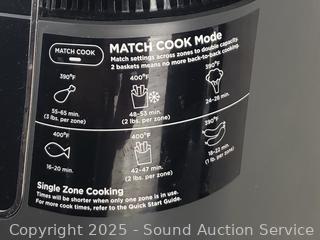 MATCH COOK
MATCH COOK Mode
Match settings across zones to double capacity.
2 baskets means no more back-to-back cooking.
390°F
400°F
390°F
55-65 min.
(3 lbs. per zone)
48-53 min.
(2 lbs. per zone)
24-26 min.
400°F
400°F
390°F
16-20 min.
42-47 min.
(2 lbs. per zone)
18-22 min.
(1 lb. per zone)
Single Zone Cooking
Times will be shorter when only one zone is in use.
For more cook times, refer to the Quick Start Guide.
Copyright 2025 - Sound Auction Service